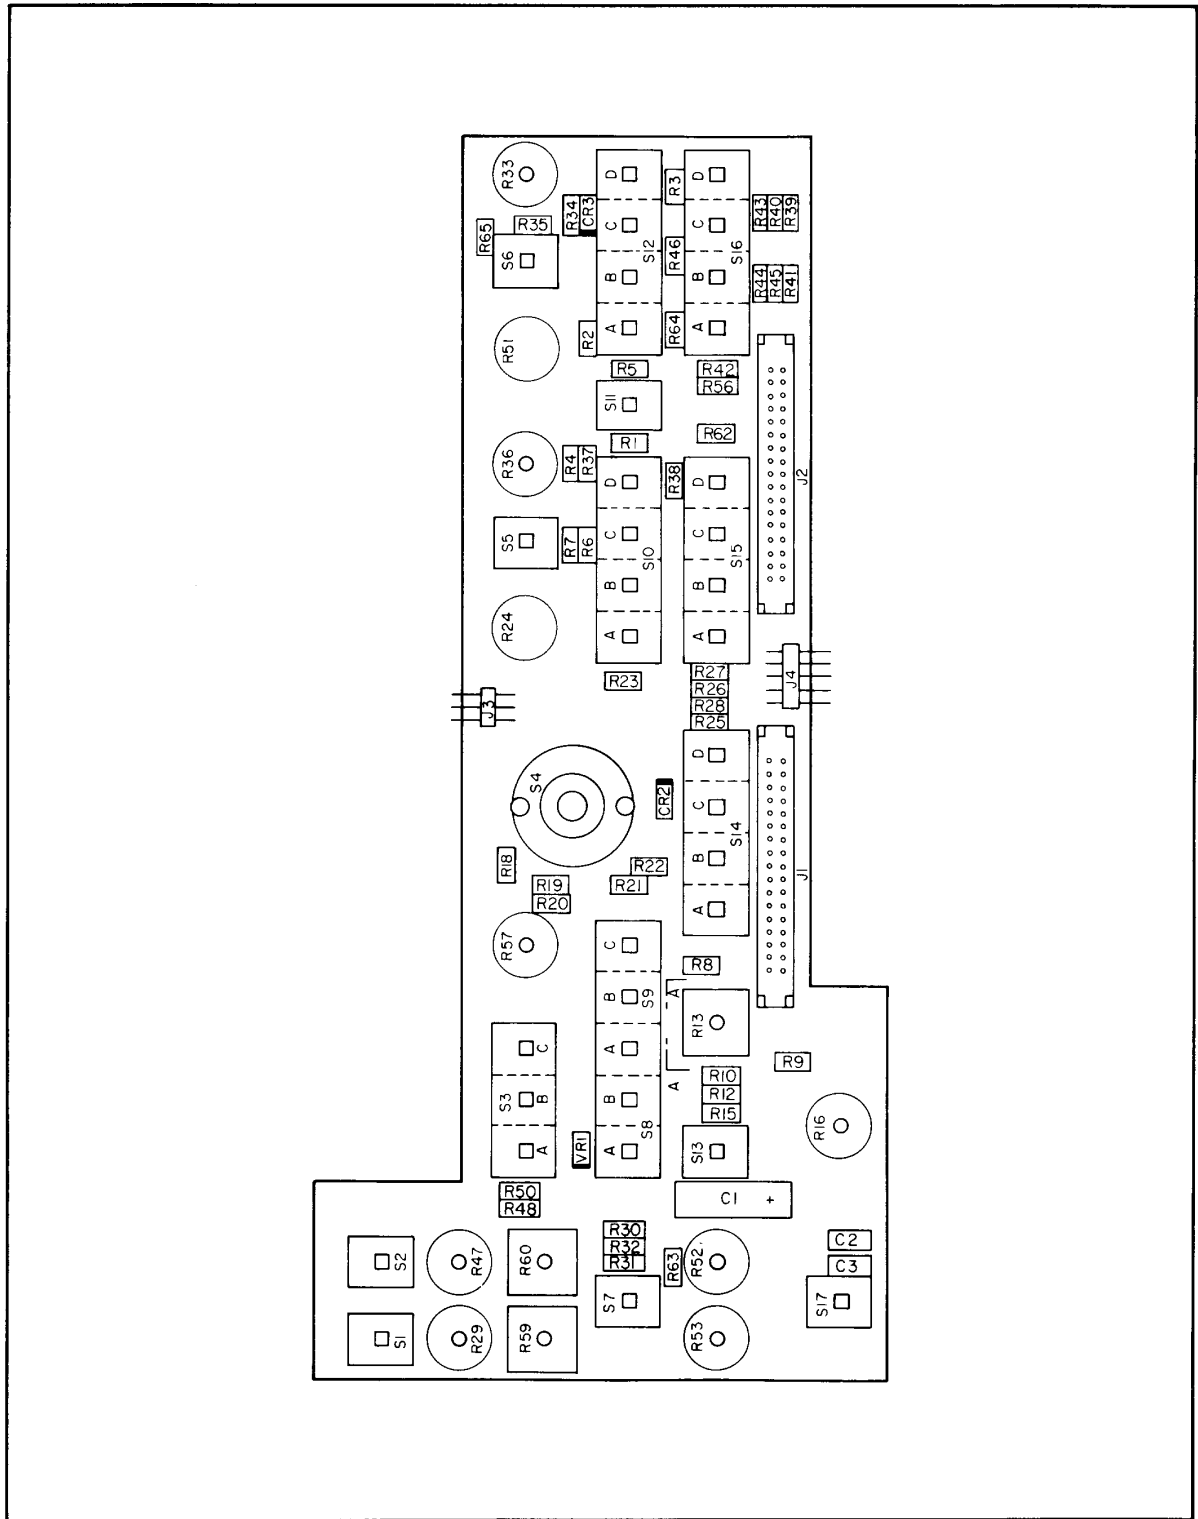 R33
R65
R35
S6
R34
CR3
D
C
B
A
S12
R3
R46
R64
D
C
B
A
S16
R43
R40
R39
R44
R45
R41
R51
R2
R5
S11
R1
R42
R56
R62
R36
R4
R37
S5
R7
R6
D
C
B
A
S10
R38
D
C
B
A
S15
J2
R24
R23
R27
R26
R28
R25
J3
J4
S4
CR2
D
C
B
A
S14
J1
R18
R19
R20
R22
R21
R57
C
B
A
S9
B
A
S8
R8
A
A
R13
R9
C
B
A
S3
VR1
R10
R12
R15
S13
R16
C1 +
R50
R48
S2
R47
R60
R30
R32
R31
R63
R52
C2
C3
S17
S1
R29
R59
S7
R53